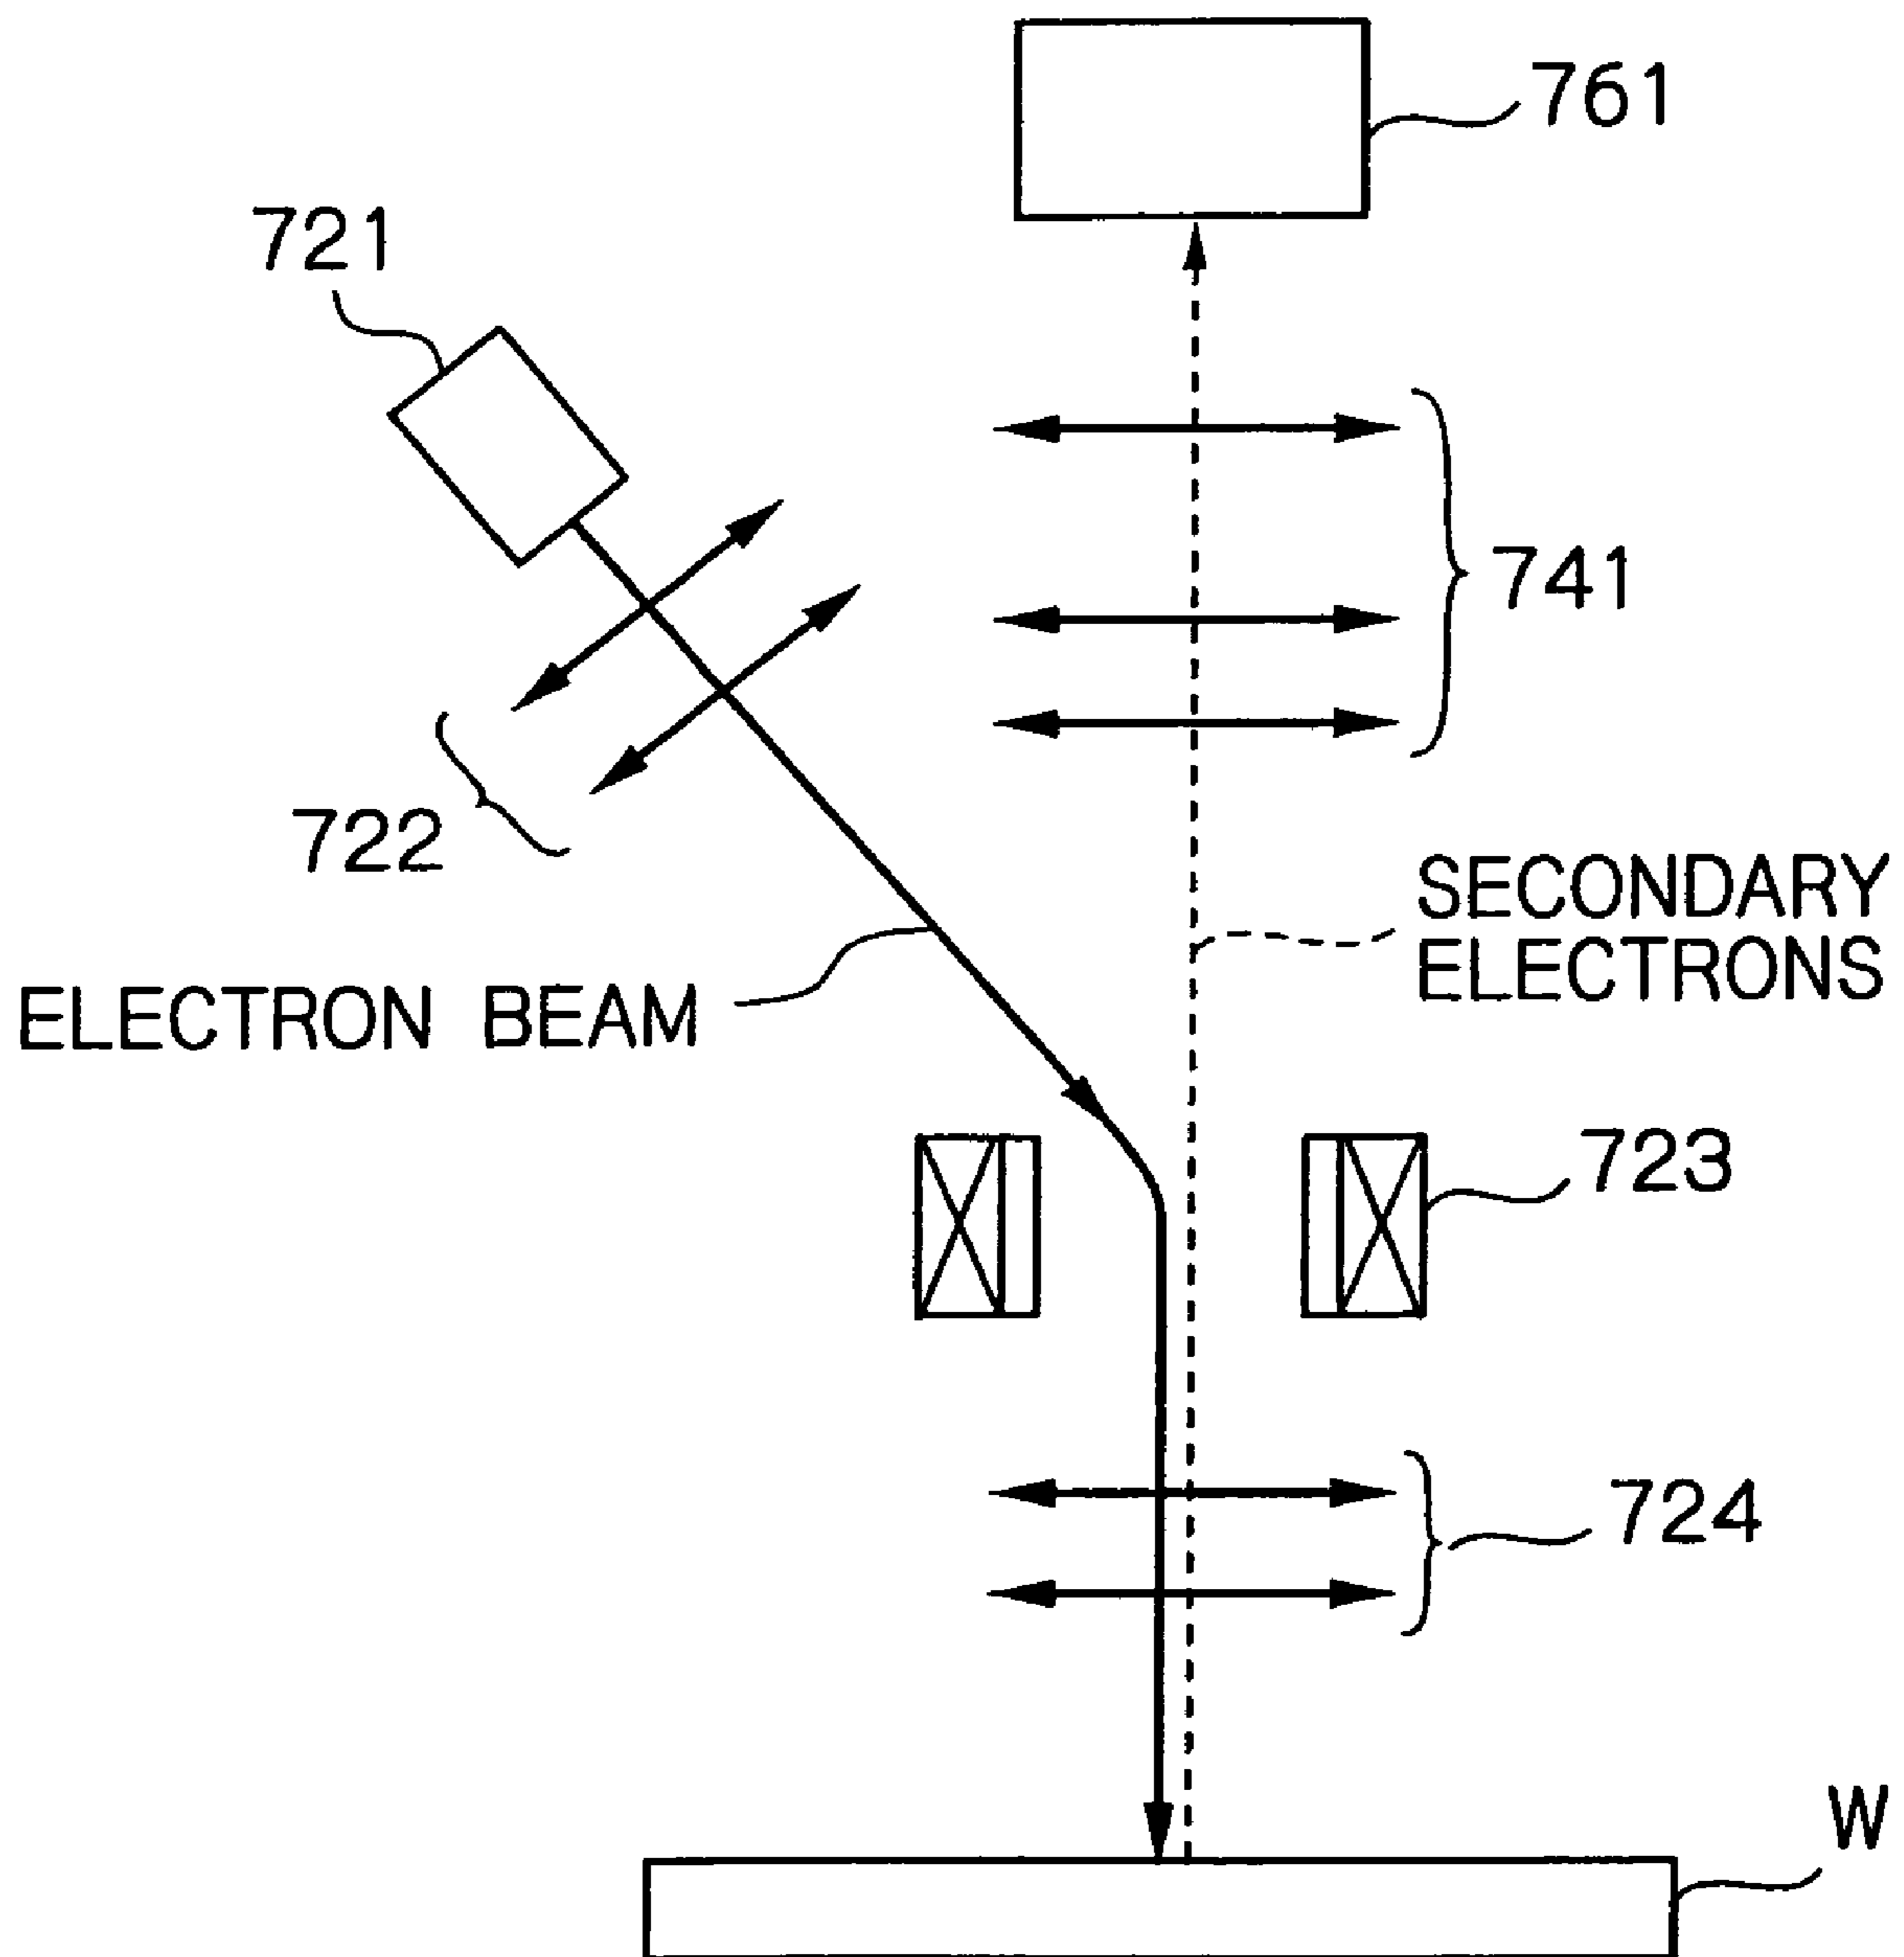 761
721
741
722
SECONDARY
ELECTRONS
ELECTRON BEAM
723
724
W